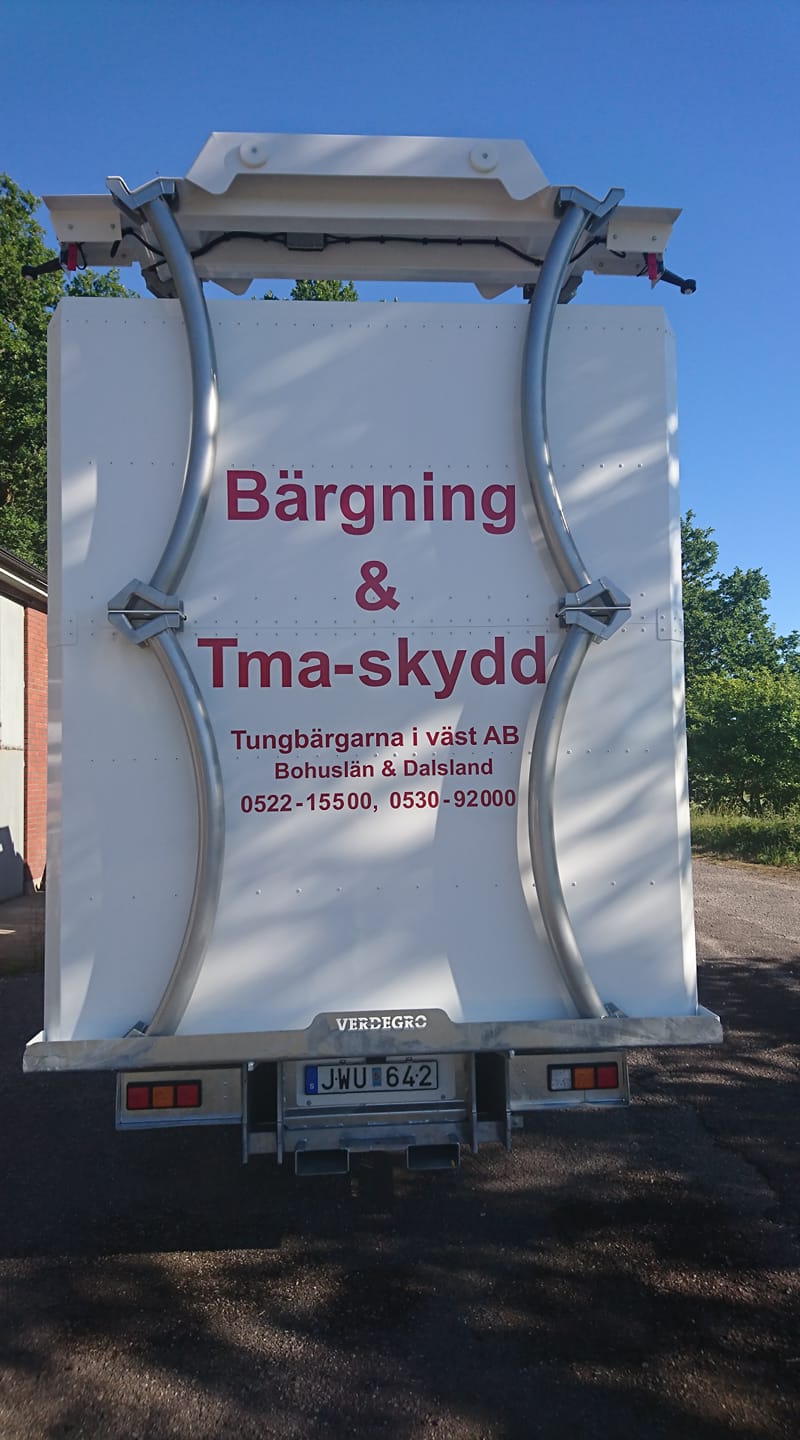 Bärgning
&
Tma-skydd
Tungbärgarna i väst AB
Bohuslän & Dalsland
0522-15500, 0530-92000
VERDEGRO
S JWU 642